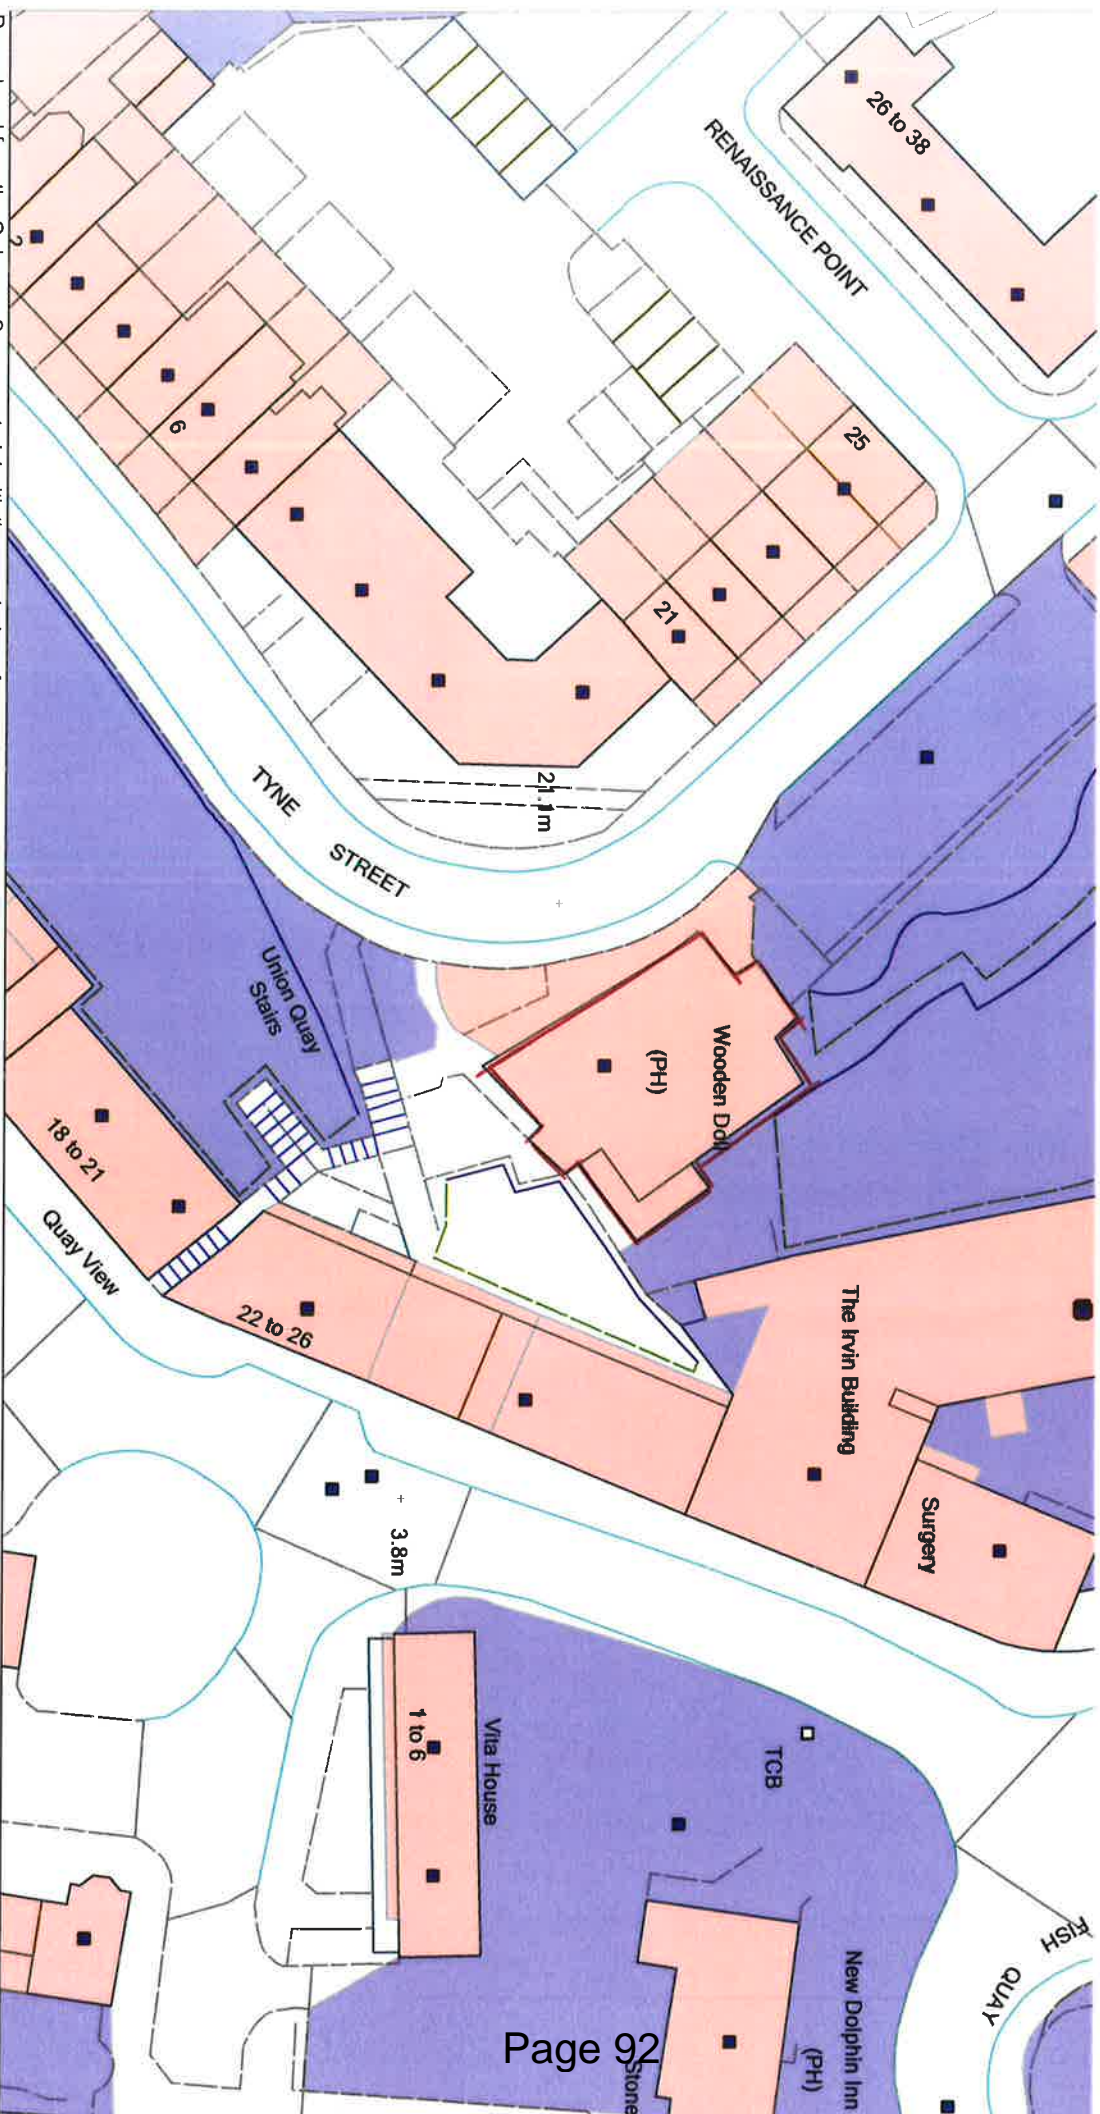 26 to 38
RENAISSANCE POINT
2
6
25
21
21.1m
TYNE
STREET
Union Quay
Stairs
Wooden Doll
(PH)
18 to 21
Quay View
22 to 26
The Irvin Building
Surgery
3.8m
Vita House
1 to 6
TCB
FISH
QUAY
New Dolphin Inn
(PH)
Stone
Page 92